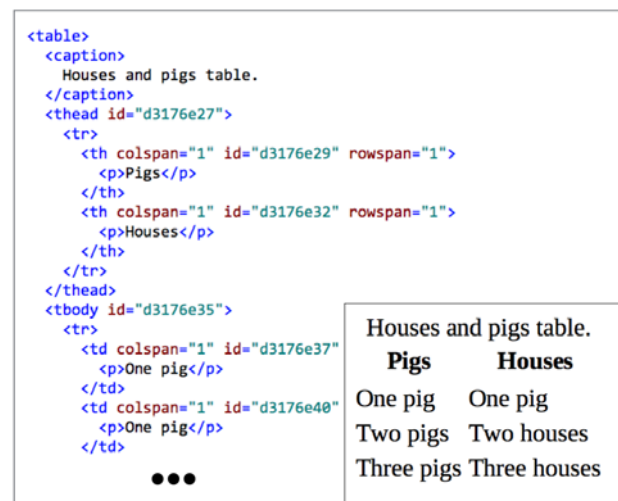 <table>
<caption>
Houses and pigs table.
</caption>
<thead id="d3176e27">
<tr>
<th colspan="1" id="d3176e29" rowspan="1">
<p>Pigs</p>
</th>
<th colspan="1" id="d3176e32" rowspan="1">
<p>Houses</p>
</th>
</tr>
</thead>
<tbody id="d3176e35">
<tr>
<td colspan="1" id="d3176e37"
<p>One pig</p>
</td>
<td colspan="1" id="d3176e40"
<p>One pig</p>
</td>
●●●
Houses and pigs table.
Pigs Houses
One pig One pig
Two pigs Two houses
Three pigs Three houses